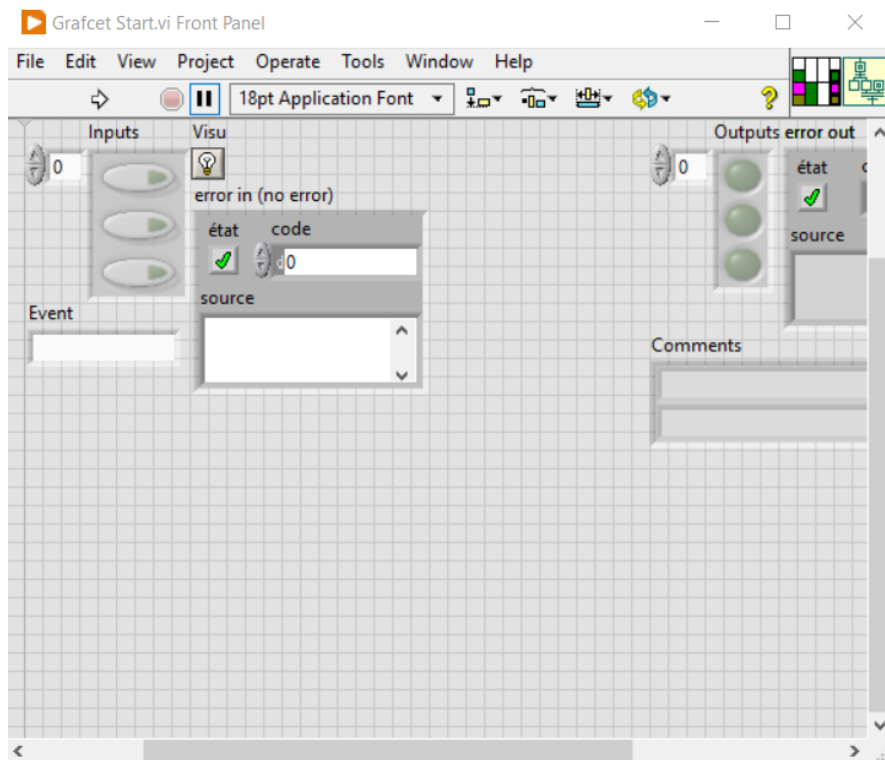 Grafcet Start.vi Front Panel
File Edit View Project Operate Tools Window Help
18pt Application Font
Inputs Visu Outputs error out
0 0
error in (no error) état
état code source
0
source
Event
Comments